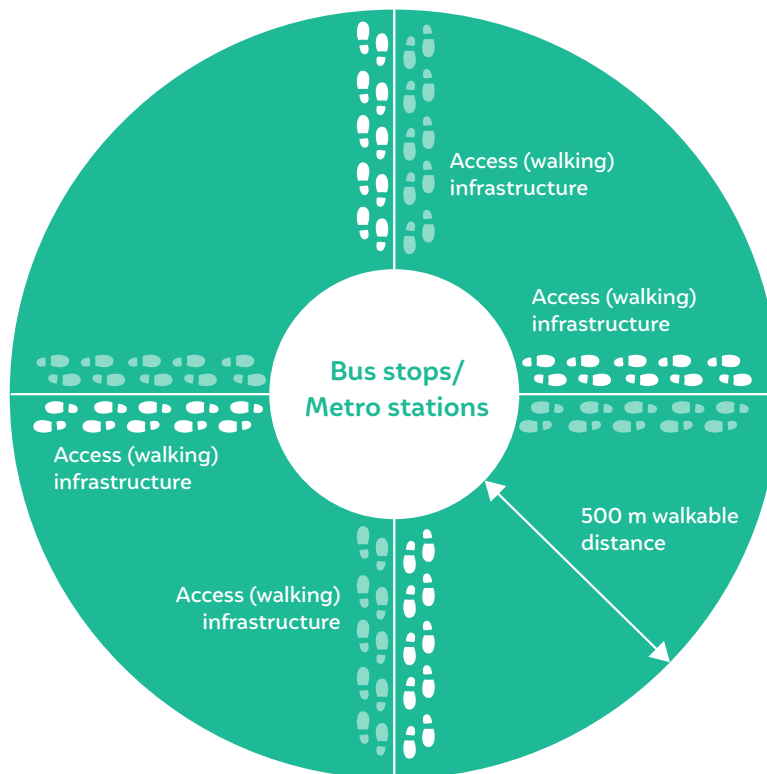 Access (walking)
infrastructure
Access (walking)
infrastructure
Bus stops/
Metro stations
Access (walking)
infrastructure
500 m walkable
distance
Access (walking)
infrastructure